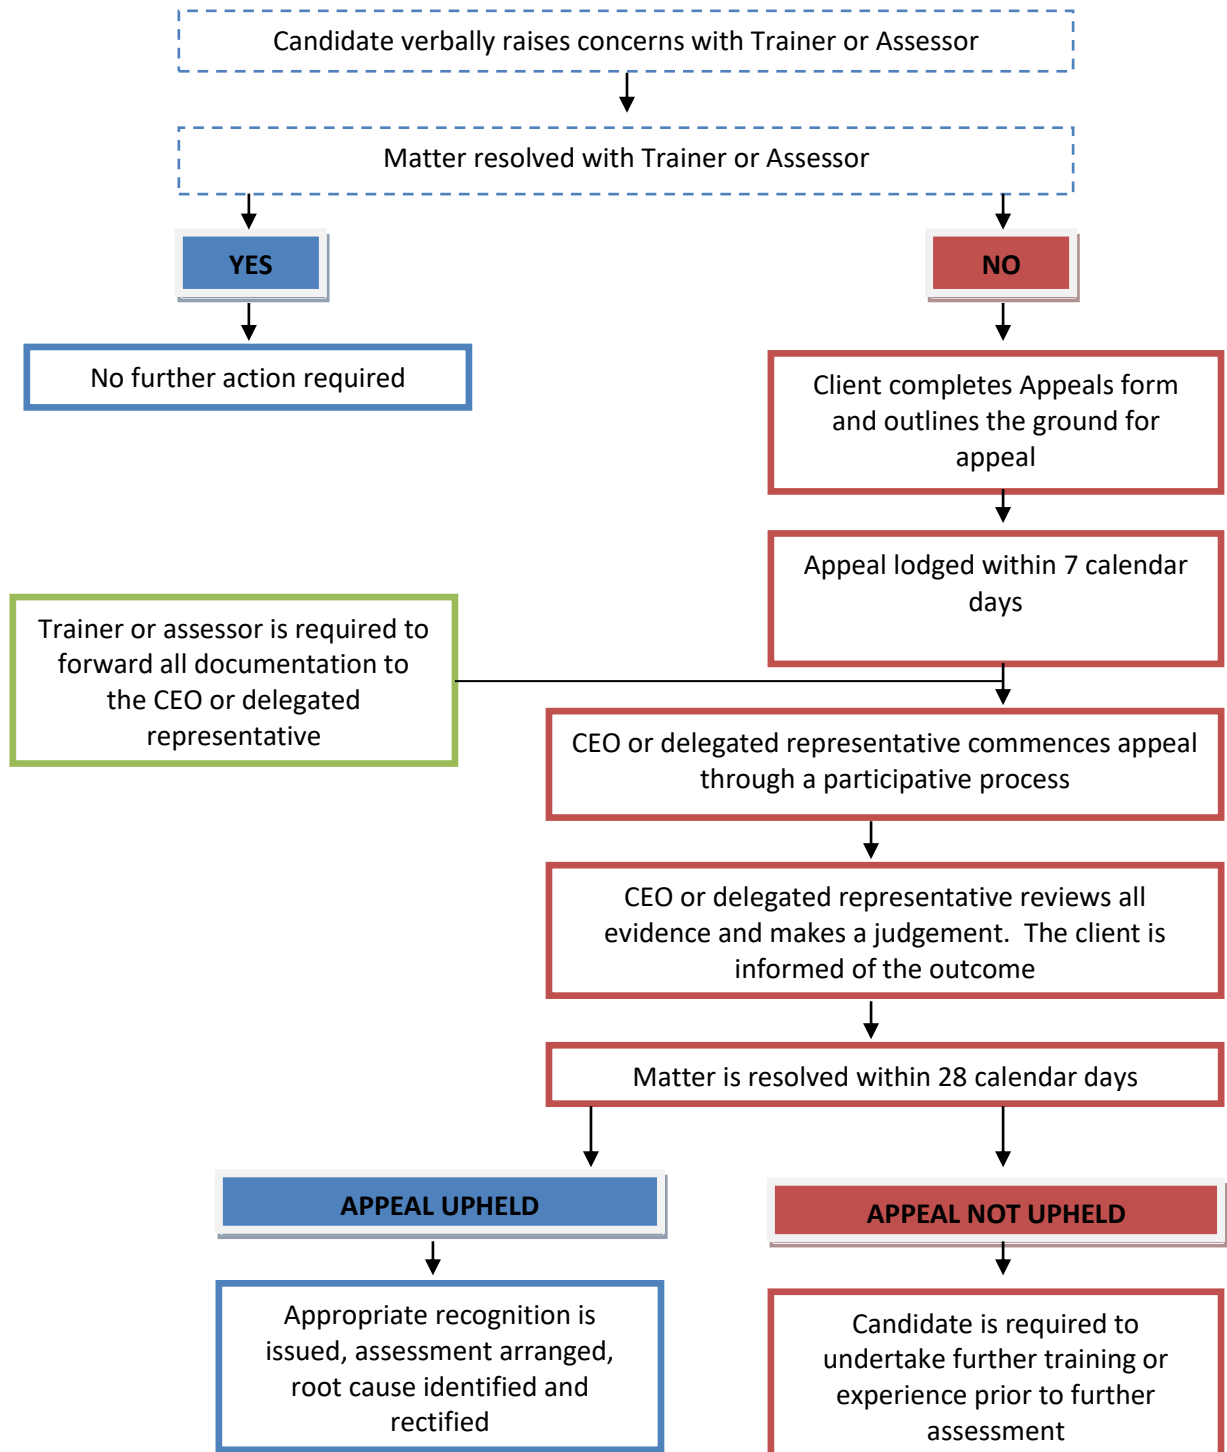 Candidate verbally raises concerns with Trainer or Assessor
Matter resolved with Trainer or Assessor
YES
NO
No further action required
Client completes Appeals form
and outlines the ground for
appeal
Appeal lodged within 7 calendar
days
Trainer or assessor is required to
forward all documentation to
the CEO or delegated
representative
CEO or delegated representative commences appeal
through a participative process
CEO or delegated representative reviews all
evidence and makes a judgement.  The client is
informed of the outcome
Matter is resolved within 28 calendar days
APPEAL UPHELD
APPEAL NOT UPHELD
Appropriate recognition is
issued, assessment arranged,
root cause identified and
rectified
Candidate is required to
undertake further training or
experience prior to further
assessment